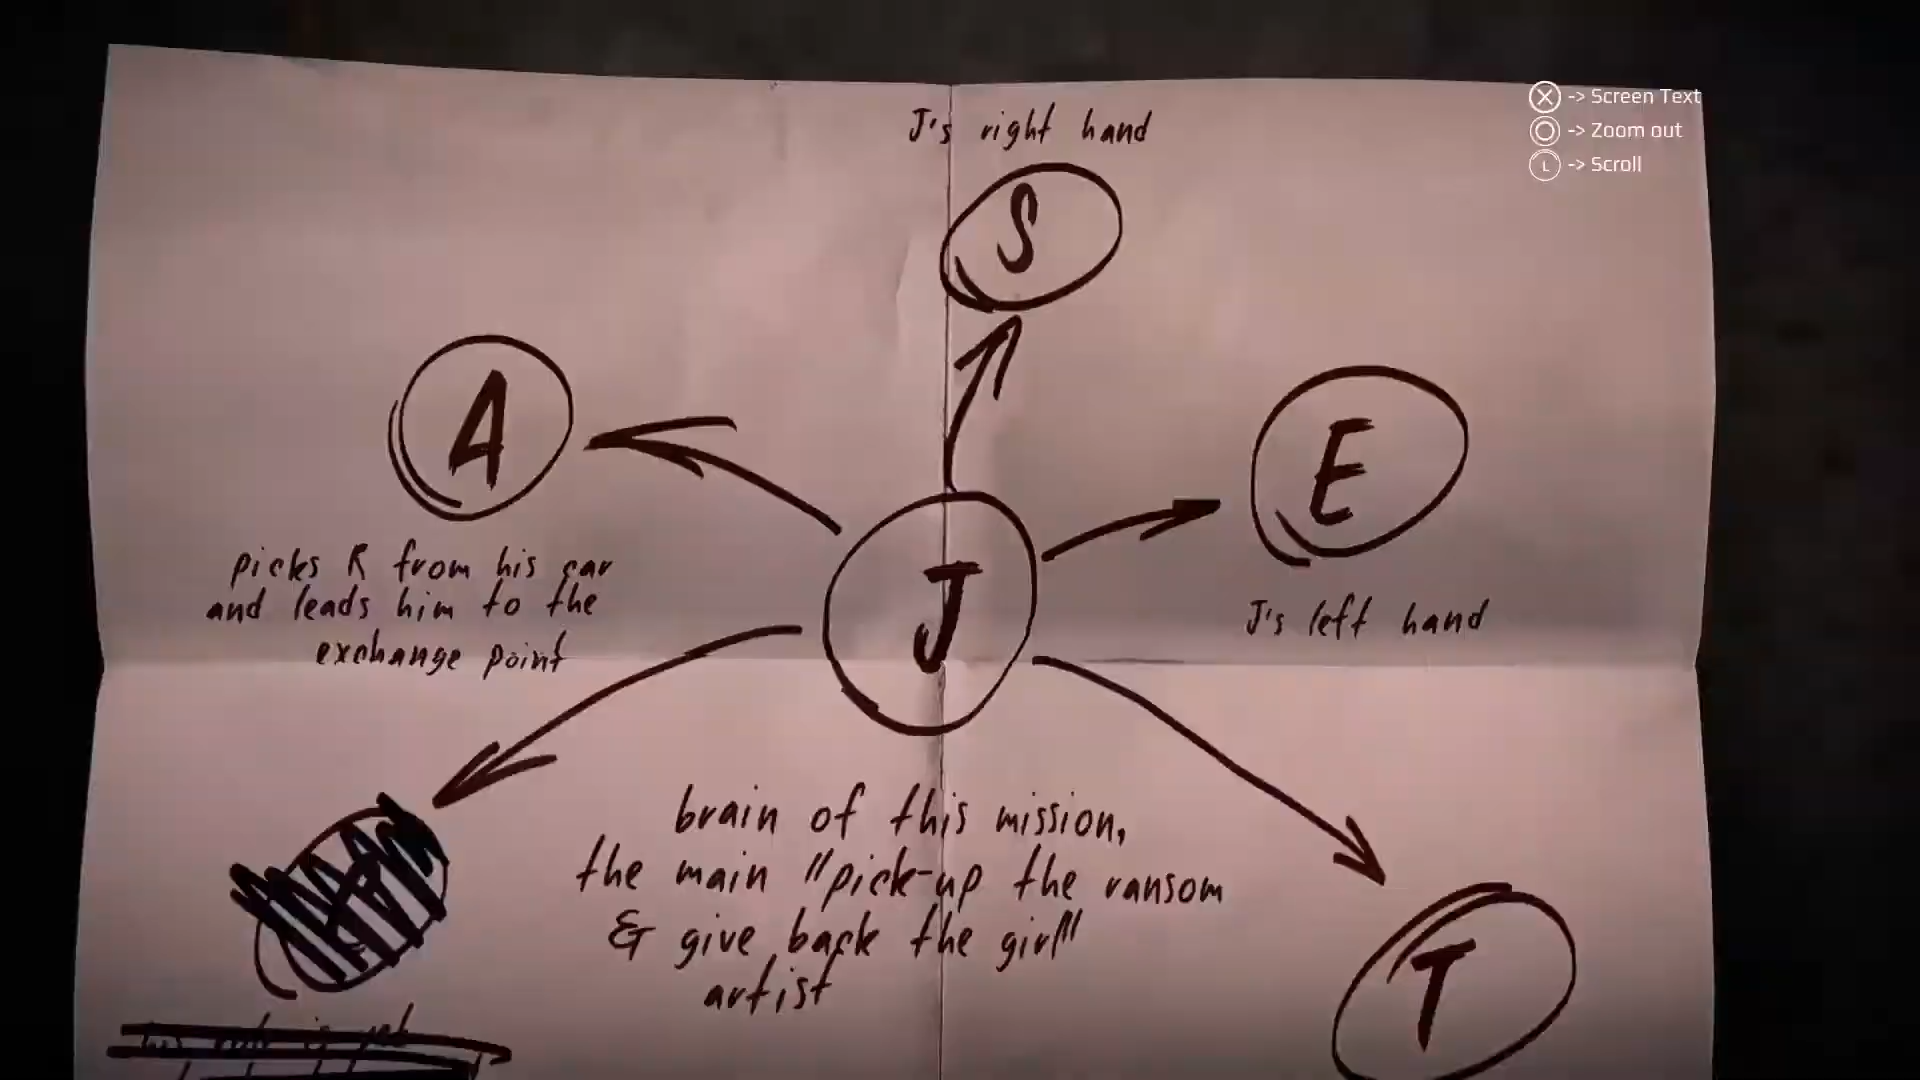 J's right hand
Ⓧ -> Screen Text
-> Zoom out
L -> Scroll
S
A
E
picks R from his car
and leads him to the
exchange point
J
J's left hand
brain of this mission,
the main "pick-up the ransom
& give back the girl"
artist
T